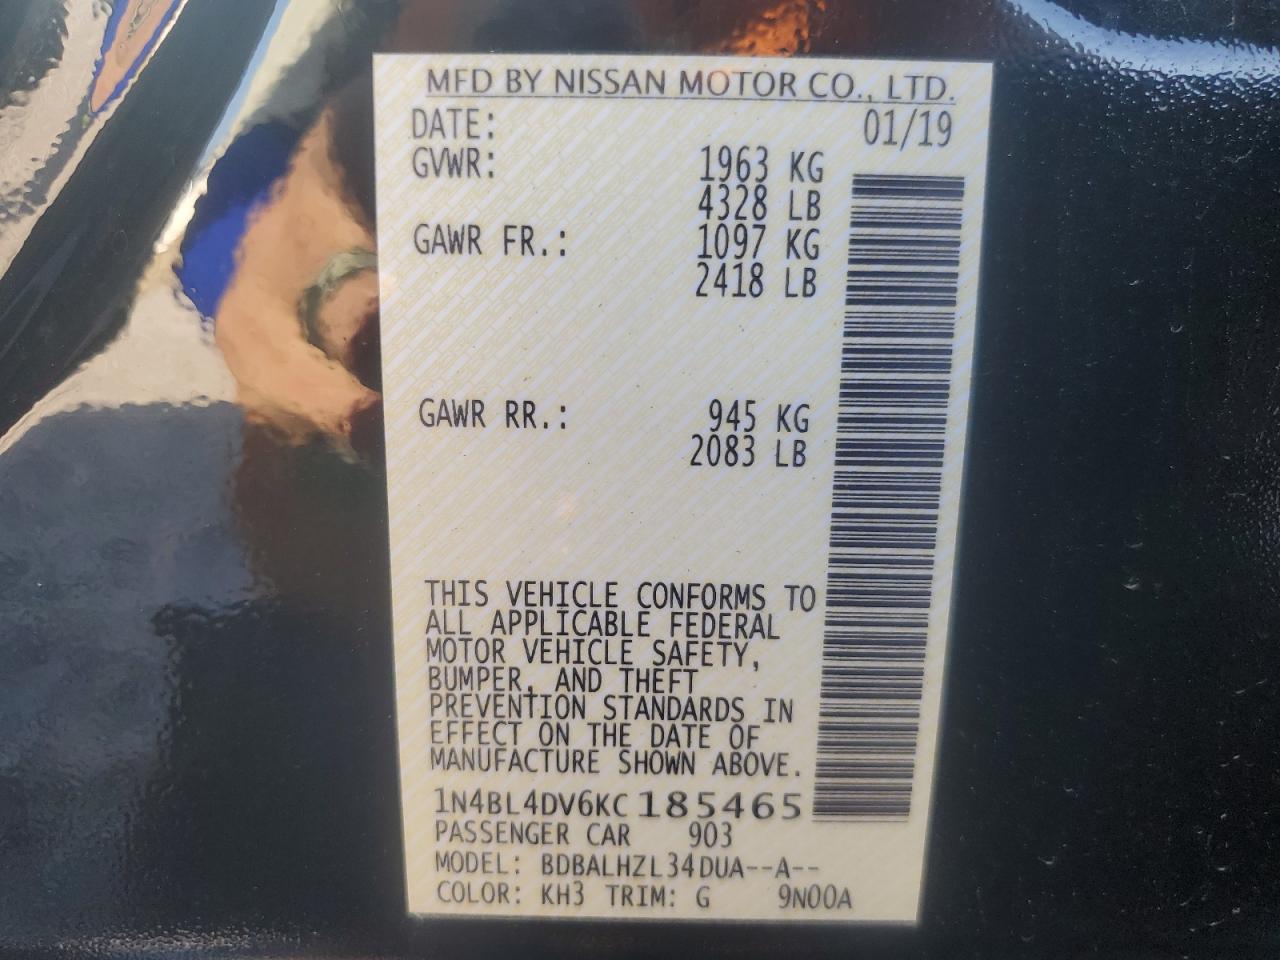 MFD BY NISSAN MOTOR CO., LTD.
DATE: 01/19
GVWR: 1963 KG
4328 LB
GAWR FR.: 1097 KG
2418 LB
GAWR RR.: 945 KG
2083 LB
THIS VEHICLE CONFORMS TO
ALL APPLICABLE FEDERAL
MOTOR VEHICLE SAFETY,
BUMPER, AND THEFT
PREVENTION STANDARDS IN
EFFECT ON THE DATE OF
MANUFACTURE SHOWN ABOVE.
1N4BL4DV6KC185465
PASSENGER CAR 903
MODEL: BDBALHZL34DUA--A--
COLOR: KH3 TRIM: G 9N00A